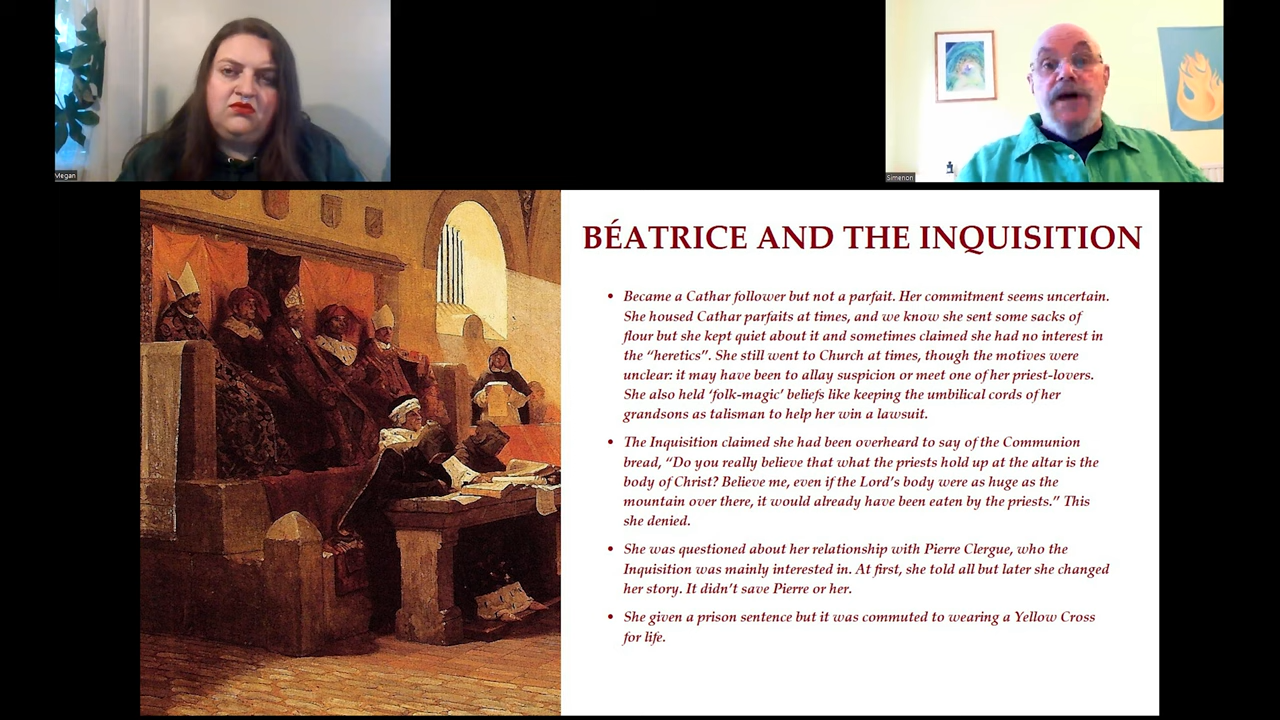 Megan
Simenon
BÉATRICE AND THE INQUISITION
• Became a Cathar follower but not a parfait. Her commitment seems uncertain.
She housed Cathar parfaits at times, and we know she sent some sacks of
flour but she kept quiet about it and sometimes claimed she had no interest in
the “heretics”. She still went to Church at times, though the motives were
unclear: it may have been to allay suspicion or meet one of her priest-lovers.
She also held ‘folk-magic’ beliefs like keeping the umbilical cords of her
grandsons as talisman to help her win a lawsuit.
• The Inquisition claimed she had been overheard to say of the Communion
bread, “Do you really believe that what the priests hold up at the altar is the
body of Christ? Believe me, even if the Lord’s body were as huge as the
mountain over there, it would already have been eaten by the priests.” This
she denied.
• She was questioned about her relationship with Pierre Clergue, who the
Inquisition was mainly interested in. At first, she told all but later she changed
her story. It didn’t save Pierre or her.
• She given a prison sentence but it was commuted to wearing a Yellow Cross
for life.